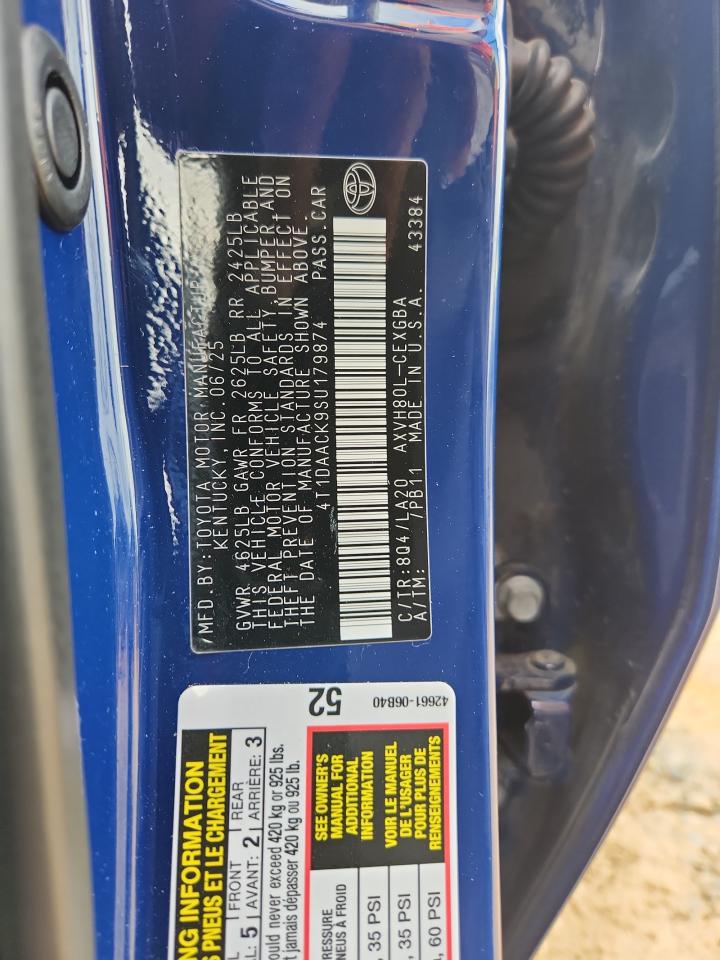 MFD.BY:TOYOTA MOTOR MANUFACTURING
KENTUCKY, INC. 06/25
GVWR 4625LB GAWR FR 2625LB RR 2425LB
THIS VEHICLE CONFORMS TO ALL APPLICABLE
FEDERAL MOTOR VEHICLE SAFETY, BUMPER AND
THEFT PREVENTION STANDARDS IN EFFECT ON
THE DATE OF MANUFACTURE SHOWN ABOVE.
4T1DAACK9SU179874 PASS.CAR
C/TR:8Q4/LA20 AXVH80L-CEXGBA
A/TM: 7PB11 MADE IN U.S.A. 43384
ING INFORMATION
PNEUS ET LE CHARGEMENT
FRONT REAR
5 AVANT: 2 ARRIÈRE: 3
never exceed 420 kg or 925 lbs.
jamais dépasser 420 kg ou 925 lb.
52
42661-06B40
SEE OWNER'S
MANUAL FOR
ADDITIONAL
INFORMATION
VOIR LE MANUEL
DE L'USAGER
POUR PLUS DE
RENSEIGNEMENTS
À FROID
35 PSI
35 PSI
60 PSI